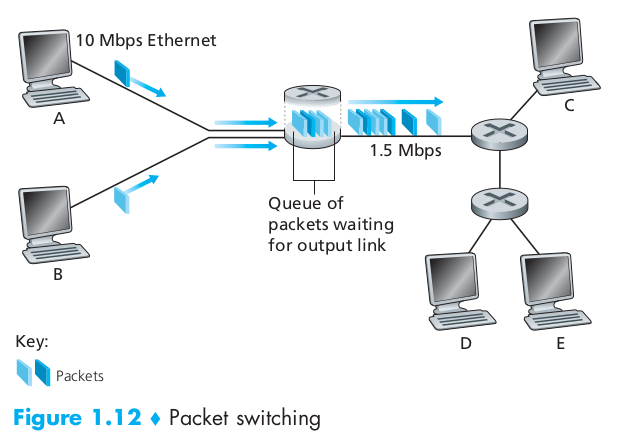 10 Mbps Ethernet
A
C
1.5 Mbps
Queue of
packets waiting
for output link
B
D
E
Key:
Packets
Figure 1.12 ♦ Packet switching